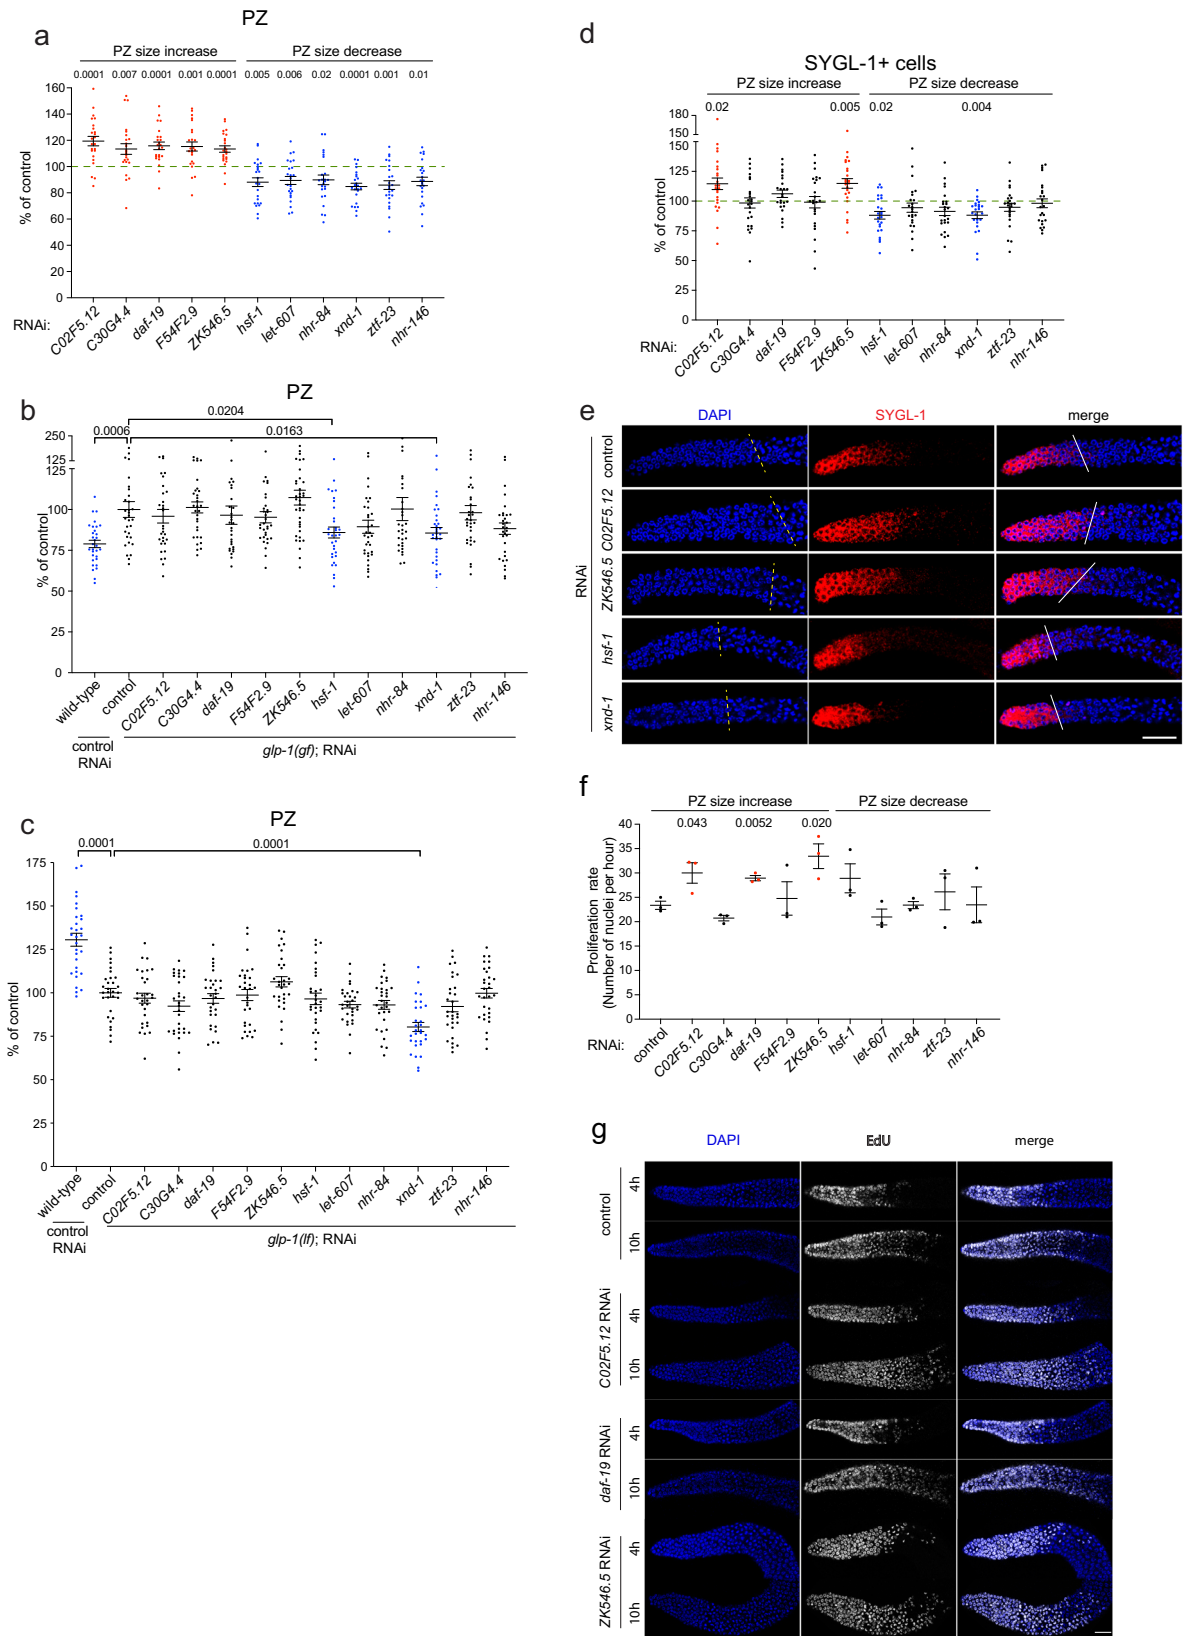 a
PZ
PZ size increase PZ size decrease
0.0001 0.007 0.0001 0.001 0.0001 0.005 0.006 0.02 0.0001 0.001 0.01
160
140
120
100
80
60
40
20
0
% of control
RNAi:
C02F5.12 C30G4.4 daf-19 F54F2.9 ZK546.5 hsf-1 let-607 nhr-84 xnd-1 ztf-23 nhr-146
b
PZ
0.0204
0.0006 0.0163
250
125
125
100
75
50
25
0
% of control
wild-type control C02F5.12 C30G4.4 daf-19 F54F2.9 ZK546.5 hsf-1 let-607 nhr-84 xnd-1 ztf-23 nhr-146
control
RNAi
glp-1(gf); RNAi
c
PZ
0.0001 0.0001
175
150
125
100
75
50
25
0
% of control
wild-type control C02F5.12 C30G4.4 daf-19 F54F2.9 ZK546.5 hsf-1 let-607 nhr-84 xnd-1 ztf-23 nhr-146
control
RNAi
glp-1(lf); RNAi
d
SYGL-1+ cells
PZ size increase PZ size decrease
0.02 0.005 0.02 0.004
180
150
150
125
100
75
50
25
0
% of control
RNAi:
C02F5.12 C30G4.4 daf-19 F54F2.9 ZK546.5 hsf-1 let-607 nhr-84 xnd-1 ztf-23 nhr-146
e
DAPI SYGL-1 merge
RNAi
control
C02F5.12
ZK546.5
hsf-1
xnd-1
f
PZ size increase PZ size decrease
0.043 0.0052 0.020
40
35
30
25
20
15
10
5
0
Proliferation rate
(Number of nuclei per hour)
RNAi:
control C02F5.12 C30G4.4 daf-19 F54F2.9 ZK546.5 hsf-1 let-607 nhr-84 ztf-23 nhr-146
g
DAPI EdU merge
control
4h
10h
C02F5.12 RNAi
4h
10h
daf-19 RNAi
4h
10h
ZK546.5 RNAi
4h
10h